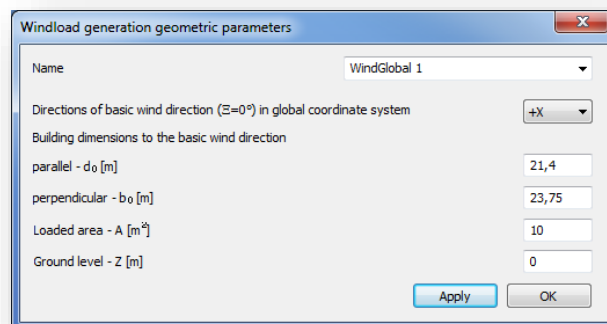 Windload generation geometric parameters
Name WindGlobal 1
Directions of basic wind direction (Ξ=0°) in global coordinate system +X
Building dimensions to the basic wind direction
parallel - d₀ [m] 21,4
perpendicular - b₀ [m] 23,75
Loaded area - A [m²] 10
Ground level - Z [m] 0
Apply OK